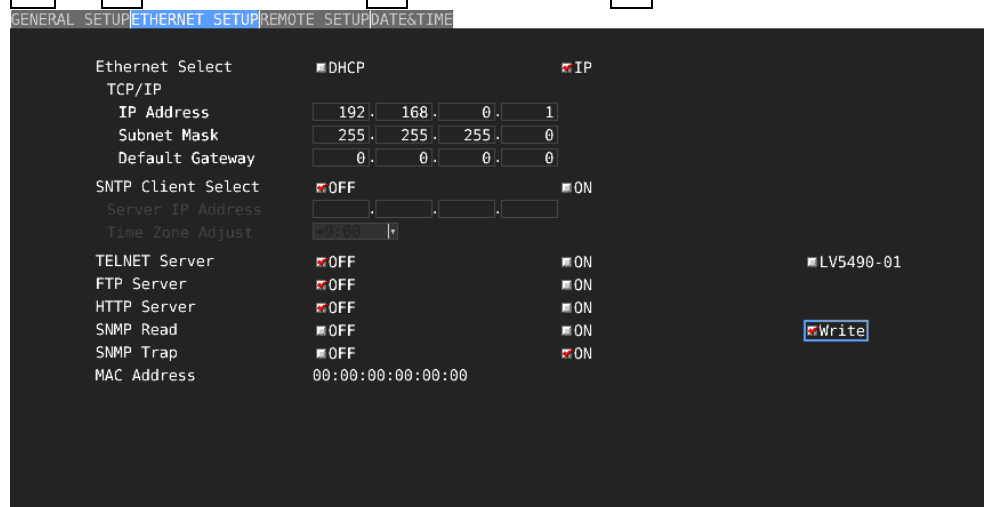 GENERAL SETUP ETHERNET SETUP REMOTE SETUP DATE&TIME
Ethernet Select DHCP IP
TCP/IP
IP Address 192. 168. 0. 1
Subnet Mask 255. 255. 255. 0
Default Gateway 0. 0. 0. 0
SNTP Client Select OFF ON
Server IP Address . . .
Time Zone Adjust +9:00
TELNET Server OFF ON LV5490-01
FTP Server OFF ON
HTTP Server OFF ON
SNMP Read OFF ON Write
SNMP Trap OFF ON
MAC Address 00:00:00:00:00:00